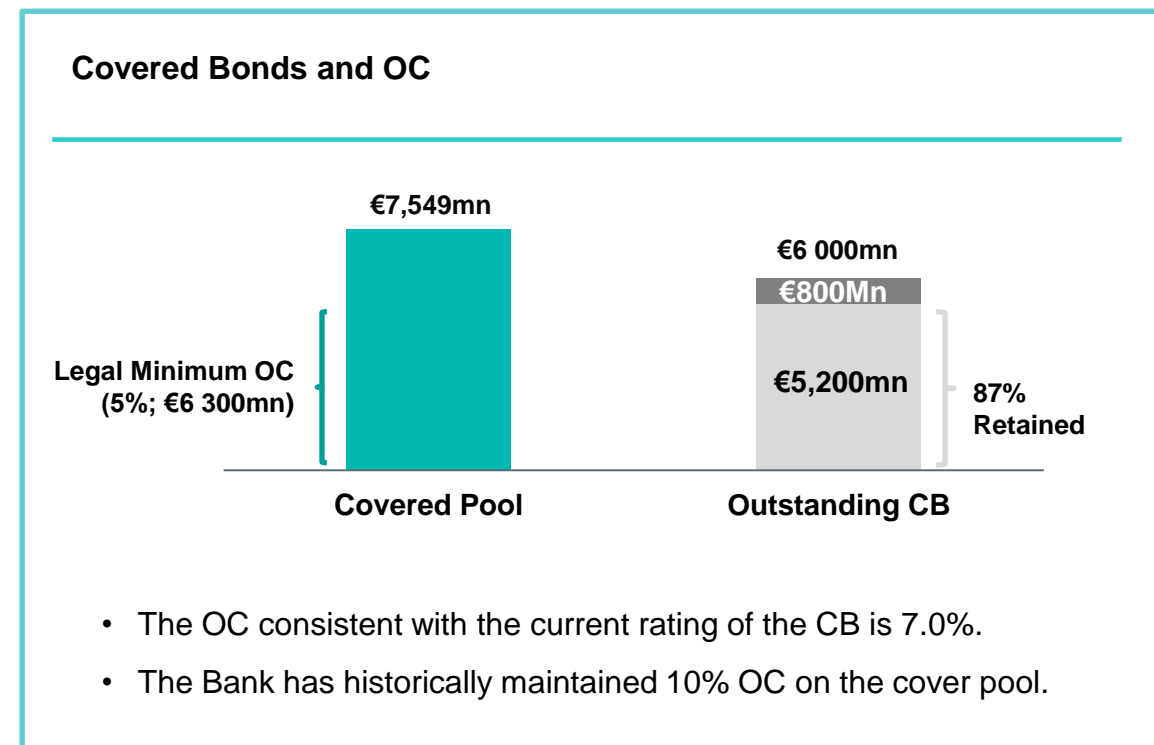 Covered Bonds and OC
€7,549mn
€6 000mn
€800Mn
Legal Minimum OC
(5%; €6 300mn)
€5,200mn
87%
Retained
Covered Pool
Outstanding CB
• The OC consistent with the current rating of the CB is 7.0%.
• The Bank has historically maintained 10% OC on the cover pool.